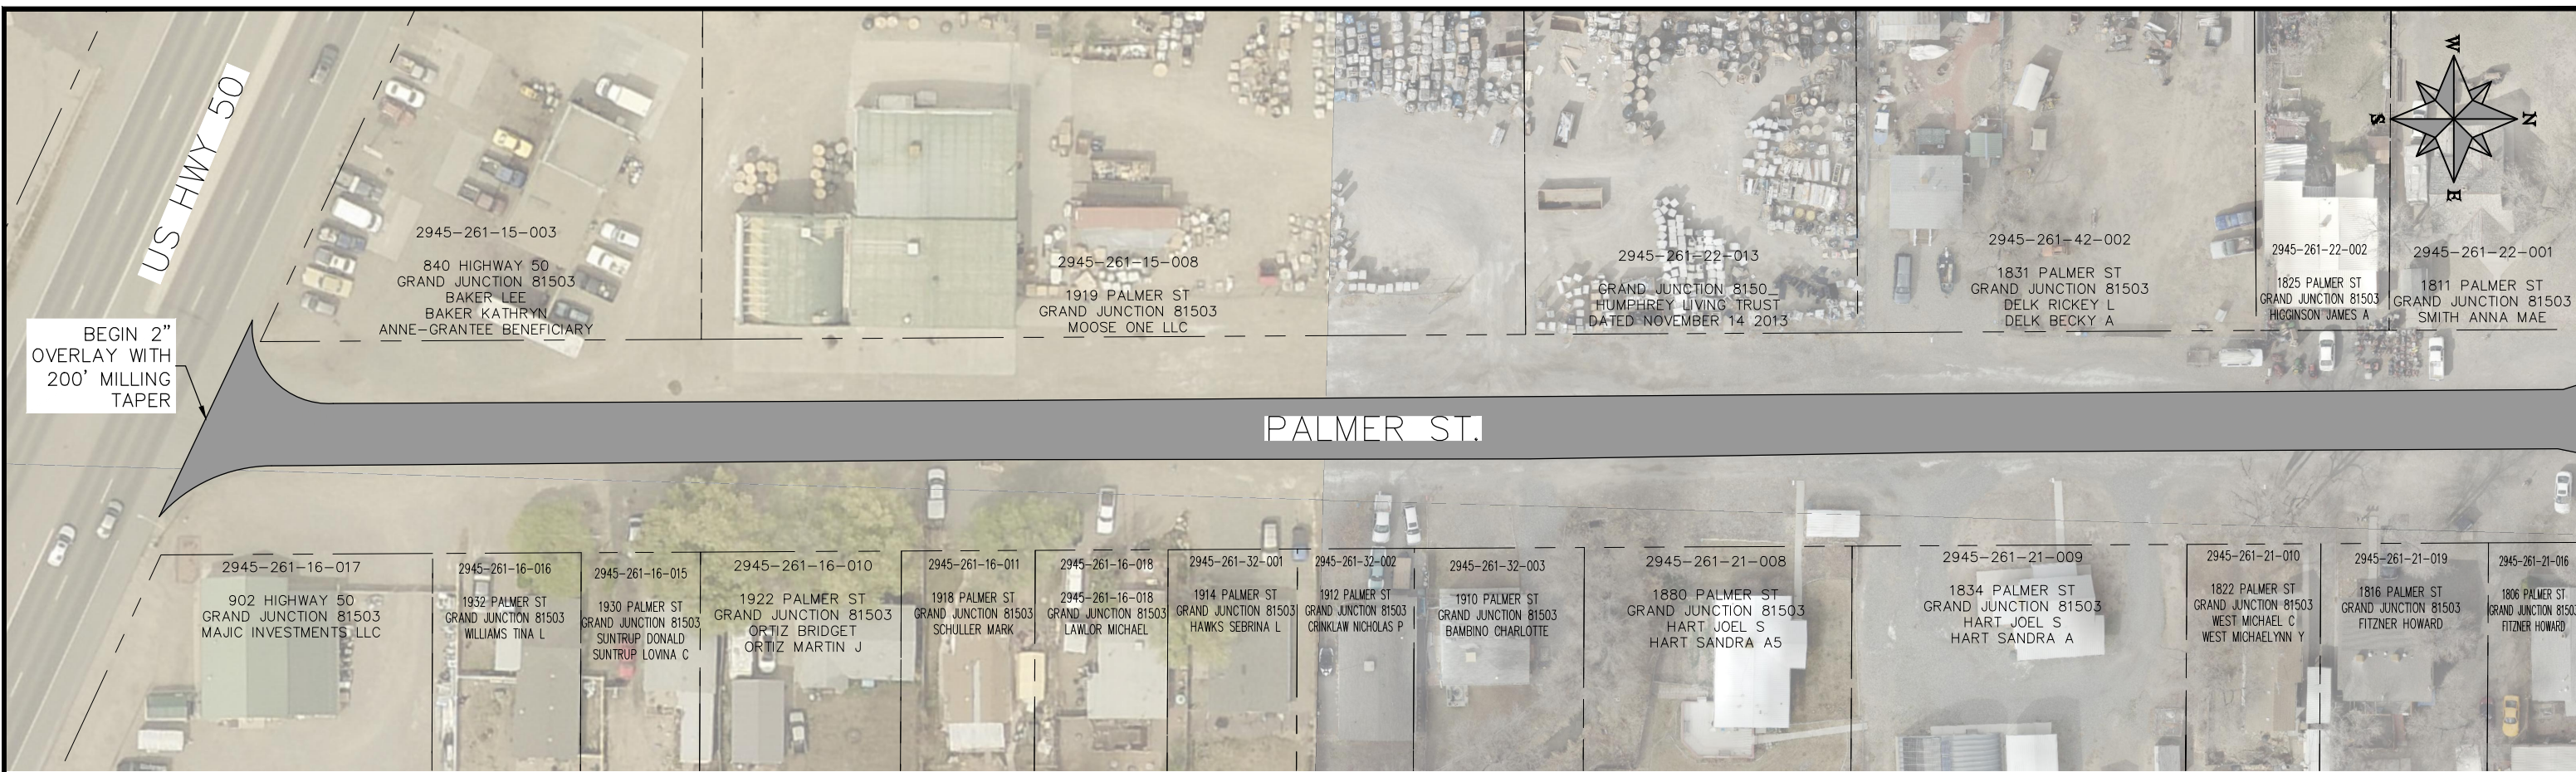 US HWY 50
BEGIN 2"
OVERLAY WITH
200' MILLING
TAPER
2945-261-15-003
840 HIGHWAY 50
GRAND JUNCTION 81503
BAKER LEE
BAKER KATHRYN
ANNE-GRANTEE BENEFICIARY
2945-261-15-008
1919 PALMER ST
GRAND JUNCTION 81503
MOOSE ONE LLC
2945-261-22-013
GRAND JUNCTION 8150_
HUMPHREY LIVING TRUST
DATED NOVEMBER 14 2013
2945-261-42-002
1831 PALMER ST
GRAND JUNCTION 81503
DELK RICKEY L
DELK BECKY A
2945-261-22-002
1825 PALMER ST
GRAND JUNCTION 81503
HIGGINSON JAMES A
2945-261-22-001
1811 PALMER ST
GRAND JUNCTION 81503
SMITH ANNA MAE
W
S
N
E
PALMER ST.
2945-261-16-017
902 HIGHWAY 50
GRAND JUNCTION 81503
MAJIC INVESTMENTS LLC
2945-261-16-016
1932 PALMER ST
GRAND JUNCTION 81503
WILLIAMS TINA L
2945-261-16-015
1930 PALMER ST
GRAND JUNCTION 81503
SUNTRUP DONALD
SUNTRUP LOVINA C
2945-261-16-010
1922 PALMER ST
GRAND JUNCTION 81503
ORTIZ BRIDGET
ORTIZ MARTIN J
2945-261-16-011
1918 PALMER ST
GRAND JUNCTION 81503
SCHULLER MARK
2945-261-16-018
2945-261-16-018
GRAND JUNCTION 81503
LAWLOR MICHAEL
2945-261-32-001
1914 PALMER ST
GRAND JUNCTION 81503
HAWKS SEBRINA L
2945-261-32-002
1912 PALMER ST
GRAND JUNCTION 81503
CRINKLAW NICHOLAS P
2945-261-32-003
1910 PALMER ST
GRAND JUNCTION 81503
BAMBINO CHARLOTTE
2945-261-21-008
1880 PALMER ST
GRAND JUNCTION 81503
HART JOEL S
HART SANDRA A5
2945-261-21-009
1834 PALMER ST
GRAND JUNCTION 81503
HART JOEL S
HART SANDRA A
2945-261-21-010
1822 PALMER ST
GRAND JUNCTION 81503
WEST MICHAEL C
WEST MICHAELYNN Y
2945-261-21-019
1816 PALMER ST
GRAND JUNCTION 81503
FITZNER HOWARD
2945-261-21-016
1806 PALMER ST
GRAND JUNCTION 81503
FITZNER HOWARD